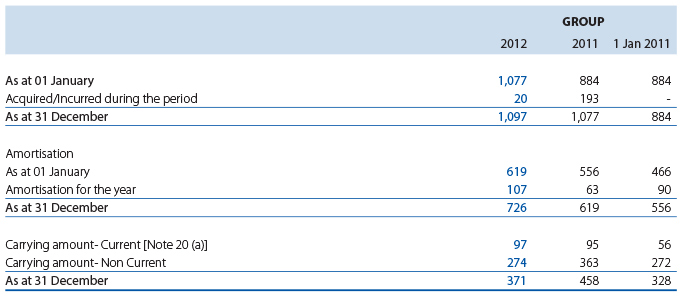 GROUP
2012 2011 1 Jan 2011
As at 01 January 1,077 884 884
Acquired/Incurred during the period 20 193 -
As at 31 December 1,097 1,077 884
Amortisation
As at 01 January 619 556 466
Amortisation for the year 107 63 90
As at 31 December 726 619 556
Carrying amount- Current [Note 20 (a)] 97 95 56
Carrying amount- Non Current 274 363 272
As at 31 December 371 458 328